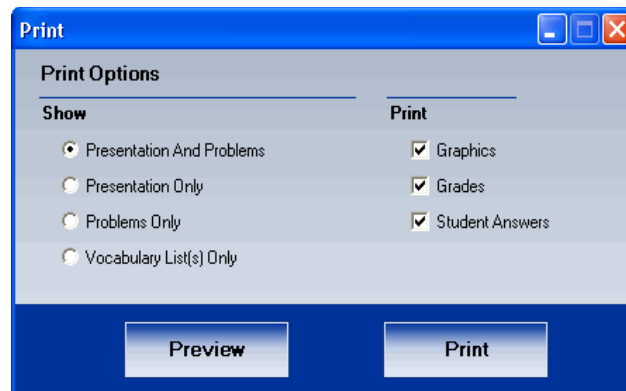 Print
Print Options
Show
Presentation And Problems
Presentation Only
Problems Only
Vocabulary List(s) Only
Print
Graphics
Grades
Student Answers
Preview
Print